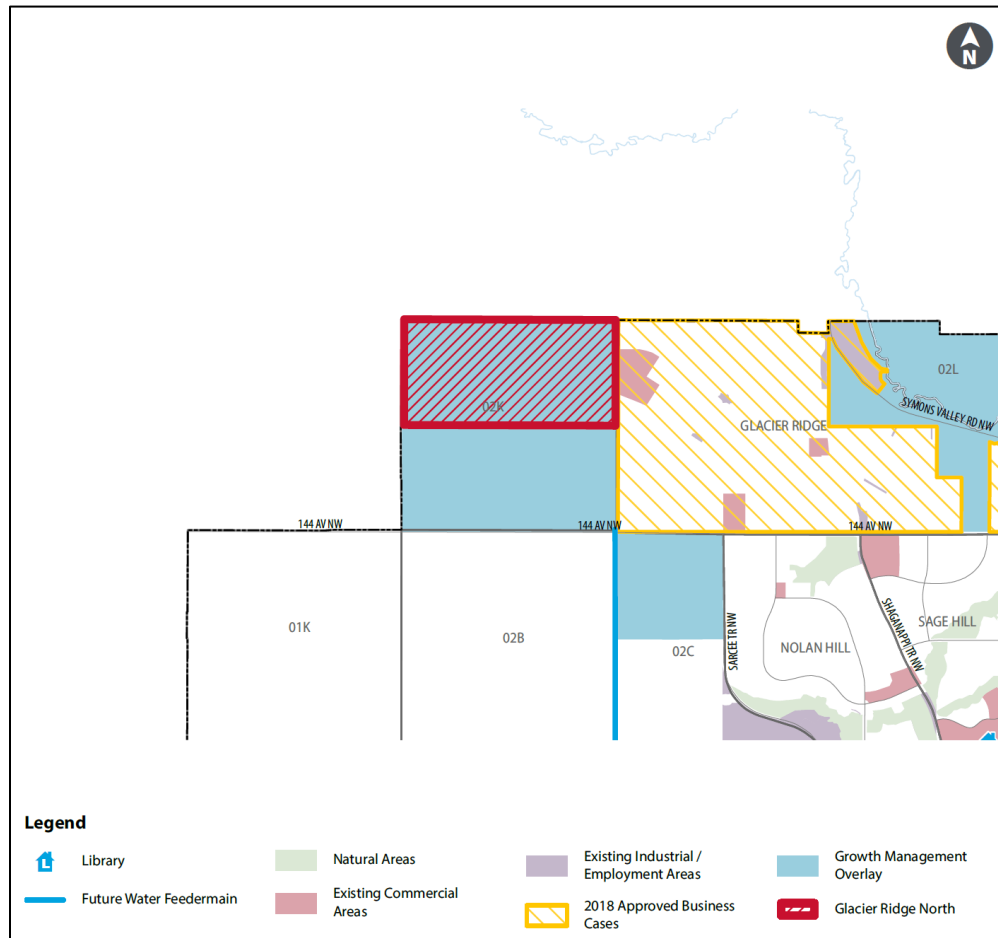 N
02L
02K
SYMONS VALLEY RD NW
GLACIER RIDGE
144 AV NW
144 AV NW
144 AV NW
01K
02B
02C
SARCEE TR NW
NOLAN HILL
SHAGANAPPI TR NW
SAGE HILL
Legend
L
Library
Future Water Feedermain
Natural Areas
Existing Commercial
Areas
Existing Industrial /
Employment Areas
2018 Approved Business
Cases
Growth Management
Overlay
Glacier Ridge North